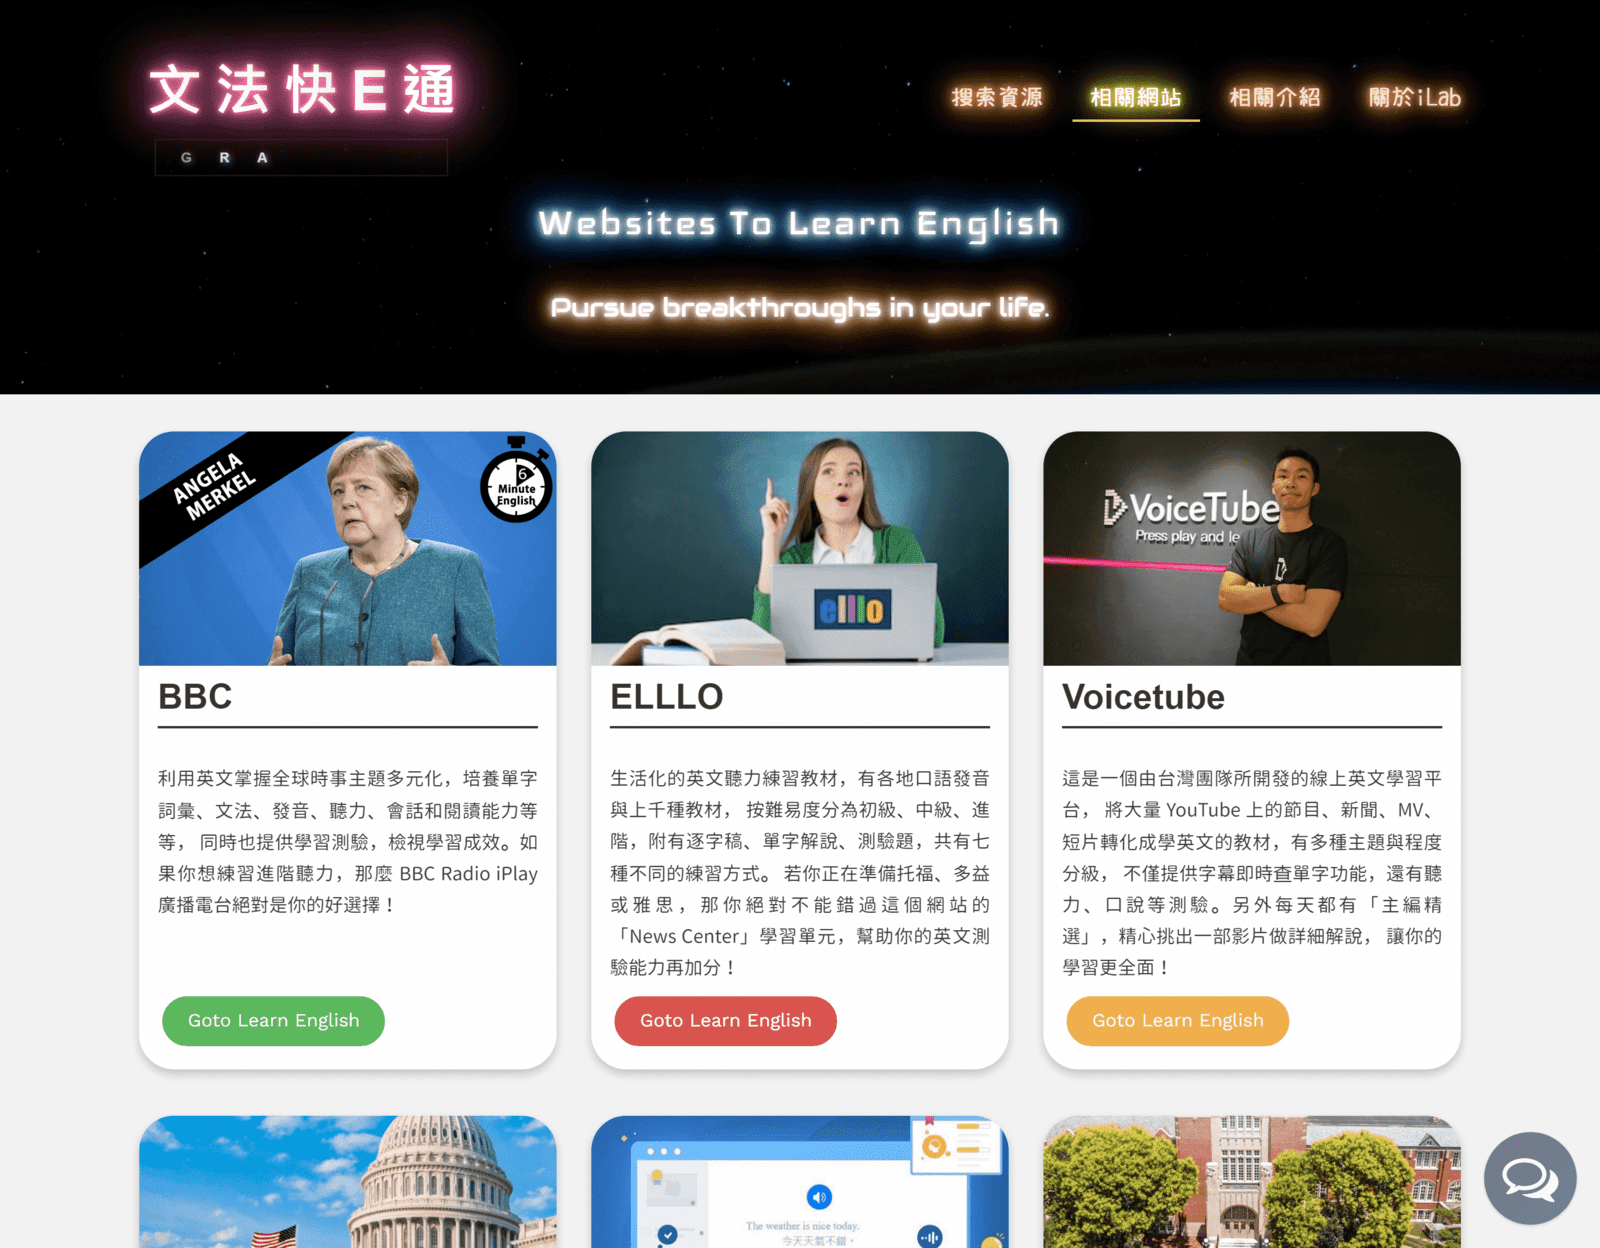 文法快E通
搜索資源
相關網站
相關介紹
關於iLab
G R A
Websites To Learn English
Pursue breakthroughs in your life.
ANGELA
MERKEL
6
Minute
English
elllo
VoiceTube
Press play and le
BBC
利用英文掌握全球時事主題多元化，培養單字
詞彙、文法、發音、聽力、會話和閱讀能力等
等， 同時也提供學習測驗，檢視學習成效。如
果你想練習進階聽力，那麼 BBC Radio iPlay
廣播電台絕對是你的好選擇！
Goto Learn English
ELLLO
生活化的英文聽力練習教材，有各地口語發音
與上千種教材， 按難易度分為初級、中級、進
階，附有逐字稿、單字解說、測驗題，共有七
種不同的練習方式。 若你正在準備托福、多益
或雅思，那你絕對不能錯過這個網站的
「News Center」學習單元，幫助你的英文測
驗能力再加分！
Goto Learn English
Voicetube
這是一個由台灣團隊所開發的線上英文學習平
台， 將大量 YouTube 上的節目、新聞、MV、
短片轉化成學英文的教材，有多種主題與程度
分級， 不僅提供字幕即時查單字功能，還有聽
力、口說等測驗。另外每天都有「主編精
選」，精心挑出一部影片做詳細解說， 讓你的
學習更全面！
Goto Learn English
The weather is nice today.
今天天氣不錯。